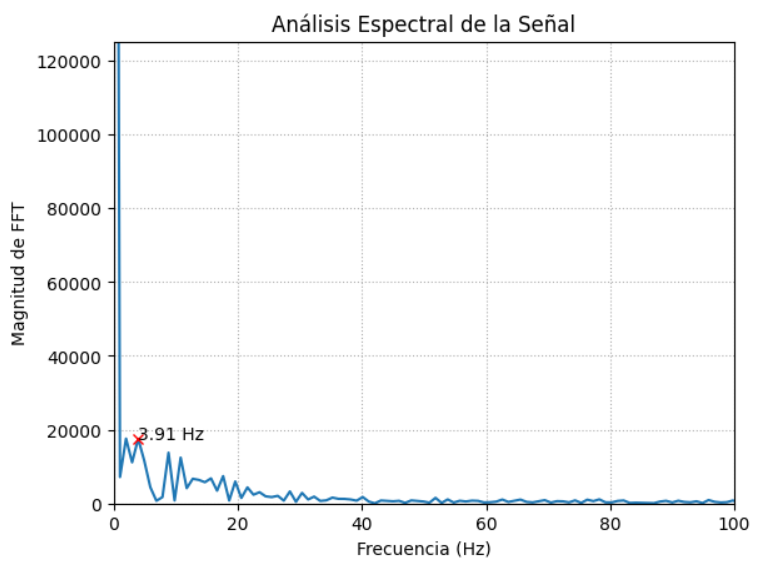 Análisis Espectral de la Señal
120000
100000
80000
60000
40000
20000
0
Magnitud de FFT
3.91 Hz
0 20 40 60 80 100
Frecuencia (Hz)